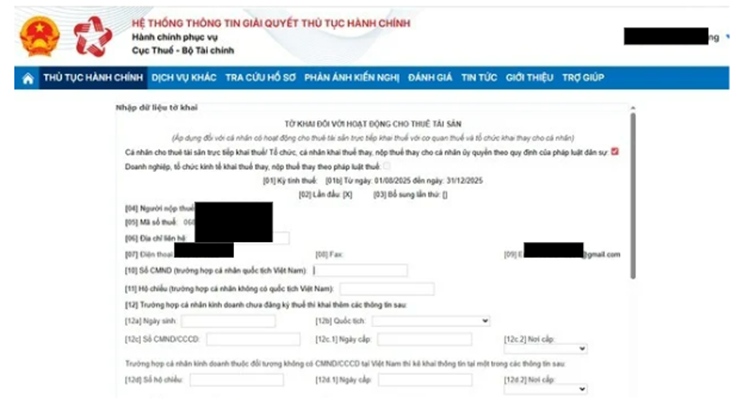 HỆ THỐNG THÔNG TIN GIẢI QUYẾT THỦ TỤC HÀNH CHÍNH
Hành chính phục vụ
Cục Thuế - Bộ Tài chính
ng
THỦ TỤC HÀNH CHÍNH DỊCH VỤ KHÁC TRA CỨU HỒ SƠ PHẢN ÁNH KIẾN NGHỊ ĐÁNH GIÁ TIN TỨC GIỚI THIỆU TRỢ GIÚP
Nhập dữ liệu tờ khai
TỜ KHAI ĐỐI VỚI HOẠT ĐỘNG CHO THUÊ TÀI SẢN
(Áp dụng đối với cá nhân có hoạt động cho thuê tài sản trực tiếp khai thuế với cơ quan thuế và tổ chức khai thay cho cá nhân)
Cá nhân cho thuê tài sản trực tiếp khai thuế/ Tổ chức, cá nhân khai thuế thay, nộp thuế thay cho cá nhân ủy quyền theo quy định của pháp luật dân sự:
Doanh nghiệp, tổ chức kinh tế khai thuế thay, nộp thuế thay theo pháp luật thuế:
[01] Kỳ tính thuế: [01b] Từ ngày: 01/08/2025 đến ngày: 31/12/2025
[02] Lần đầu: [X] [03] Bổ sung lần thứ: []
[04] Người nộp thuế
[05] Mã số thuế: 068
[06] Địa chỉ liên hệ:
[07] Điện thoại: [08] Fax: [09] E @gmail.com
[10] Số CMND (trường hợp cá nhân quốc tịch Việt Nam):
[11] Hộ chiếu (trường hợp cá nhân không có quốc tịch Việt Nam):
[12] Trường hợp cá nhân kinh doanh chưa đăng ký thuế thì khai thêm các thông tin sau:
[12a] Ngày sinh: [12b] Quốc tịch:
[12c] Số CMND/CCCD: [12c.1] Ngày cấp: [12c.2] Nơi cấp:
Trường hợp cá nhân kinh doanh thuộc đối tượng không có CMND/CCCD tại Việt Nam thì kê khai thông tin tại một trong các thông tin sau:
[12d] Số hộ chiếu: [12d.1] Ngày cấp: [12d.2] Nơi cấp: